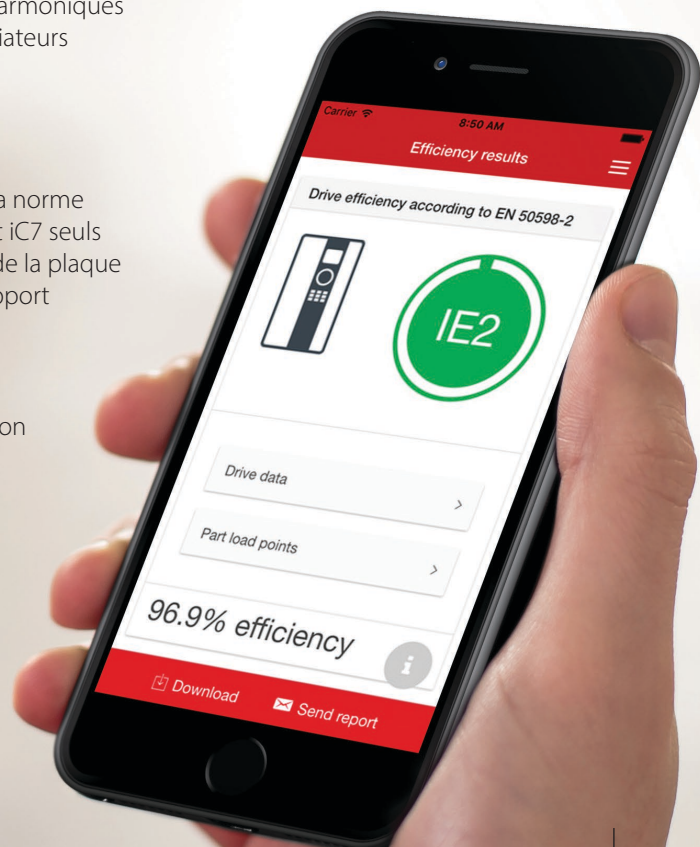 armoniques
iateurs
a norme
t iC7 seuls
de la plaque
pport
on
Carrier
8:50 AM
Efficiency results
Drive efficiency according to EN 50598-2
IE2
Drive data
Part load points
96.9% efficiency
i
Download
Send report